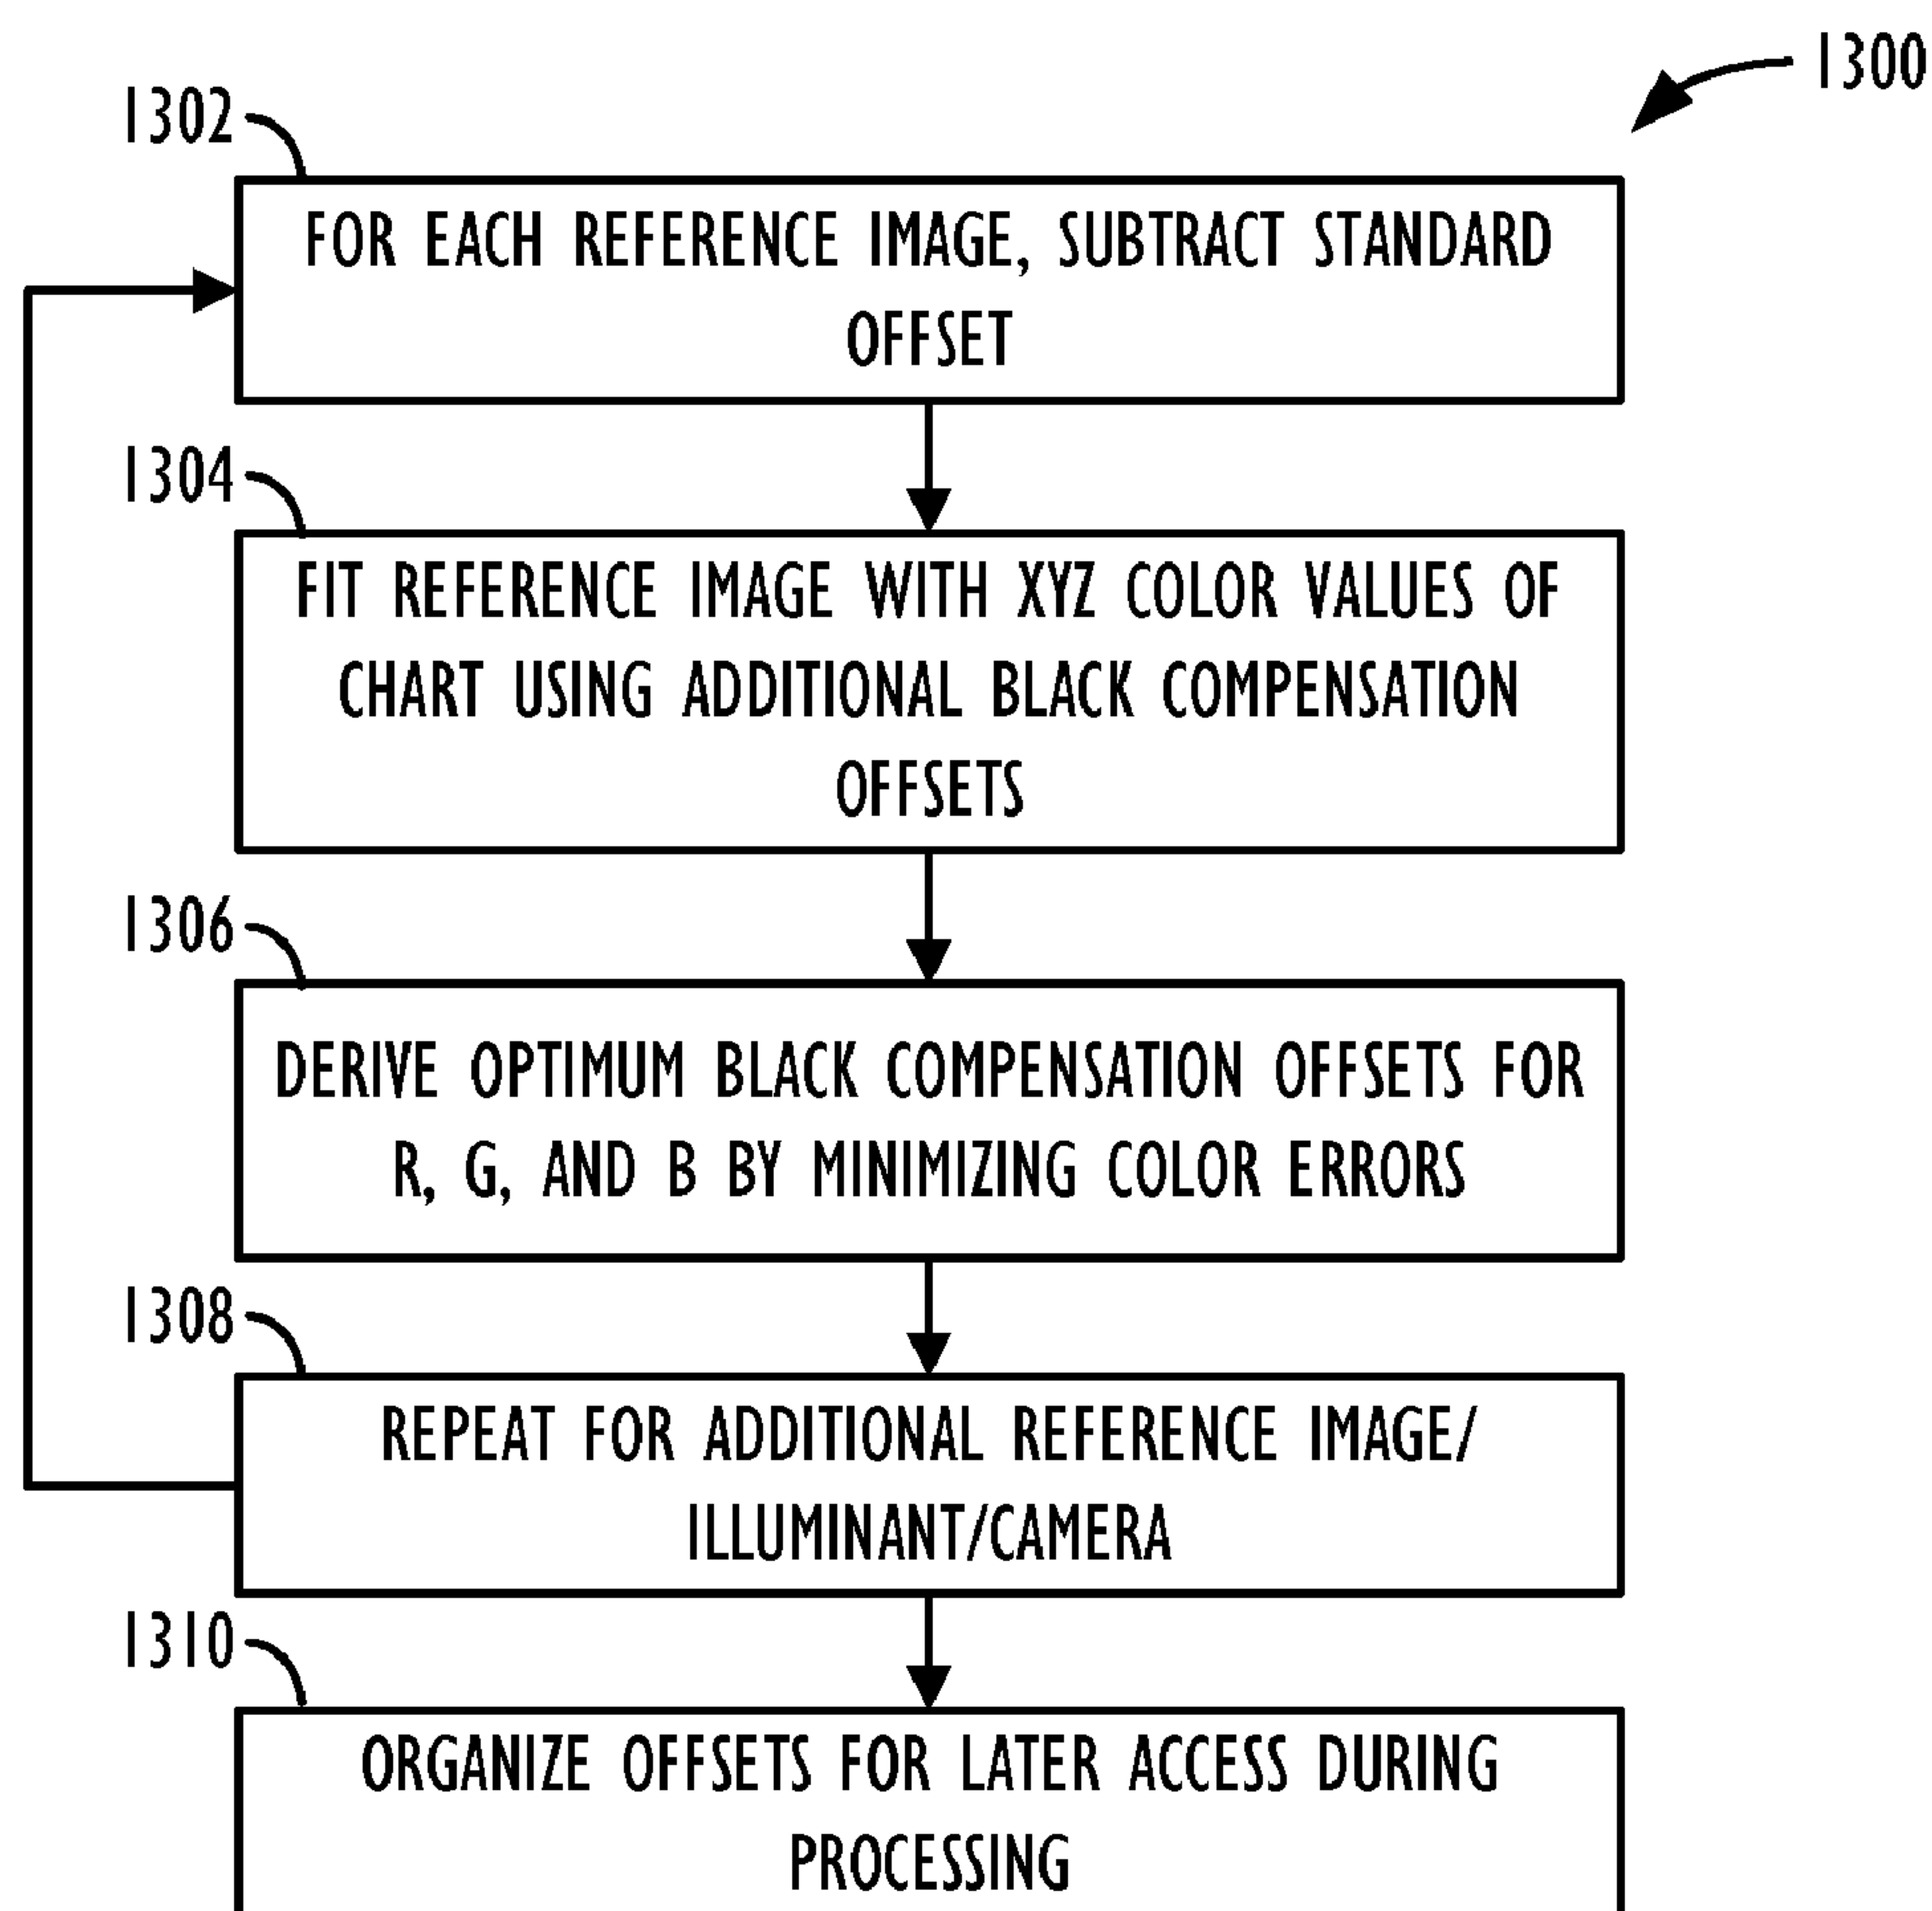 1300
1302
FOR EACH REFERENCE IMAGE, SUBTRACT STANDARD
OFFSET
1304
FIT REFERENCE IMAGE WITH XYZ COLOR VALUES OF
CHART USING ADDITIONAL BLACK COMPENSATION
OFFSETS
1306
DERIVE OPTIMUM BLACK COMPENSATION OFFSETS FOR
R, G, AND B BY MINIMIZING COLOR ERRORS
1308
REPEAT FOR ADDITIONAL REFERENCE IMAGE/
ILLUMINANT/CAMERA
1310
ORGANIZE OFFSETS FOR LATER ACCESS DURING
PROCESSING